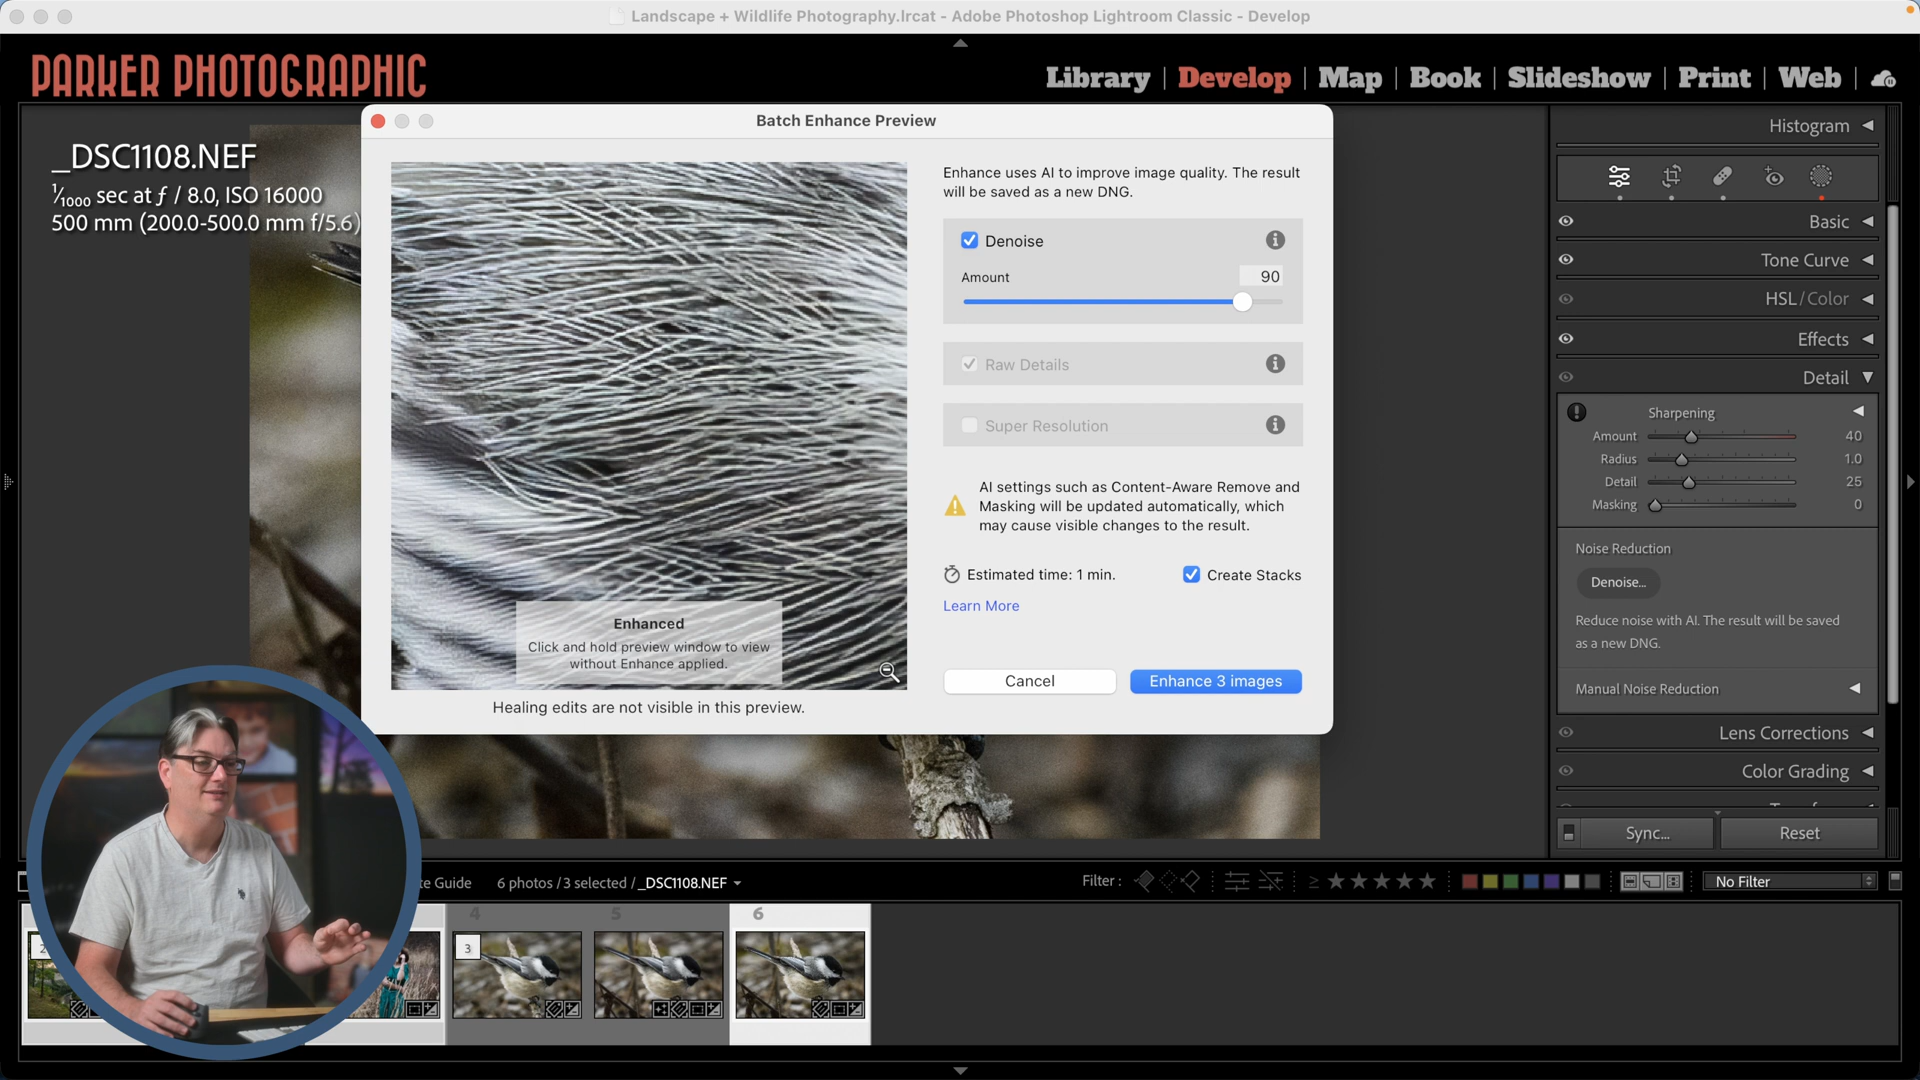 Landscape + Wildlife Photography.lrcat - Adobe Photoshop Lightroom Classic - Develop
PARKER PHOTOGRAPHIC
Library | Develop | Map | Book | Slideshow | Print | Web |
_DSC1108.NEF
1/1000 sec at ƒ / 8.0, ISO 16000
500 mm (200.0-500.0 mm f/5.6)
Batch Enhance Preview
Enhance uses AI to improve image quality. The result
will be saved as a new DNG.
Denoise
Amount 90
Raw Details
Super Resolution
AI settings such as Content-Aware Remove and
Masking will be updated automatically, which
may cause visible changes to the result.
Estimated time: 1 min.
Create Stacks
Learn More
Cancel
Enhance 3 images
Enhanced
Click and hold preview window to view
without Enhance applied.
Healing edits are not visible in this preview.
Histogram
Basic
Tone Curve
HSL / Color
Effects
Detail
Sharpening
Amount 40
Radius 1.0
Detail 25
Masking 0
Noise Reduction
Denoise...
Reduce noise with AI. The result will be saved
as a new DNG.
Manual Noise Reduction
Lens Corrections
Color Grading
Sync...
Reset
Guide
6 photos / 3 selected / _DSC1108.NEF
Filter :
≥
No Filter
4
5
6
3